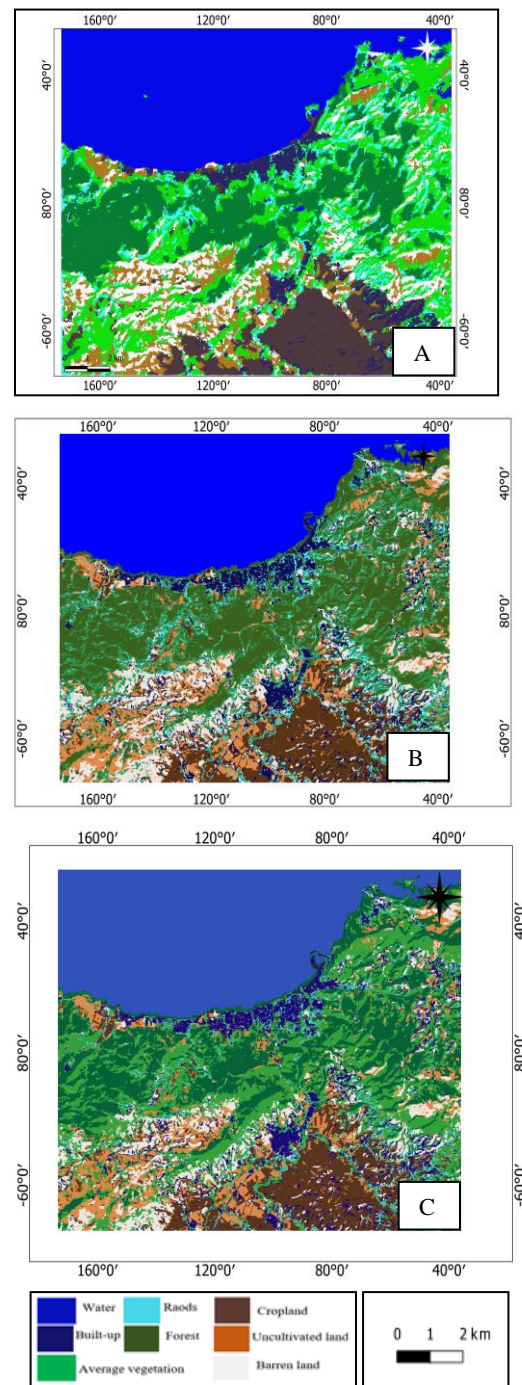 160°0′ 120°0′ 80°0′ 40°0′
40°0′ 40°0′
80°0′ 80°0′
-60°0′ -60°0′
A
160°0′ 120°0′ 80°0′ 40°0′
160°0′ 120°0′ 80°0′ 40°0′
40°0′ 40°0′
80°0′ 80°0′
-60°0′ -60°0′
B
160°0′ 120°0′ 80°0′ 40°0′
160°0′ 120°0′ 80°0′ 40°0′
40°0′ 40°0′
80°0′ 80°0′
-60°0′ -60°0′
C
160°0′ 120°0′ 80°0′ 40°0′
Water Raods Cropland
Built-up Forest Uncultivated land
Average vegetation Barren land
0 1 2 km